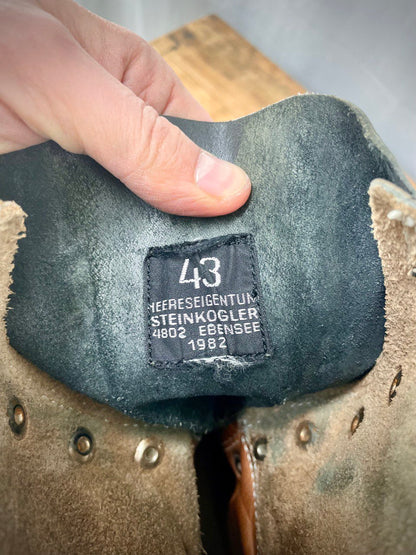 43
HEERESEIGENTUM
STEINKOGLER
4802 EBENSEE
1982